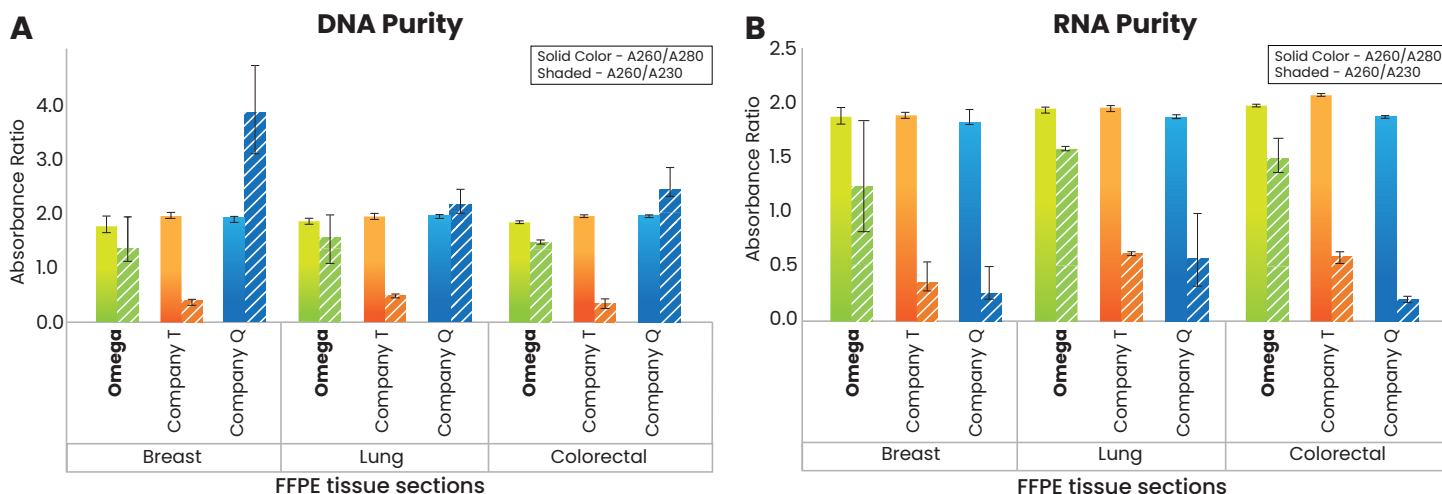 A
DNA Purity
Solid Color - A260/A280
Shaded - A260/A230
Absorbance Ratio
4.0
3.0
2.0
1.0
0.0
Omega
Company T
Company Q
Omega
Company T
Company Q
Omega
Company T
Company Q
Breast
Lung
Colorectal
FFPE tissue sections
B
RNA Purity
Solid Color - A260/A280
Shaded - A260/A230
Absorbance Ratio
2.5
2.0
1.5
1.0
0.5
0.0
Omega
Company T
Company Q
Omega
Company T
Company Q
Omega
Company T
Company Q
Breast
Lung
Colorectal
FFPE tissue sections